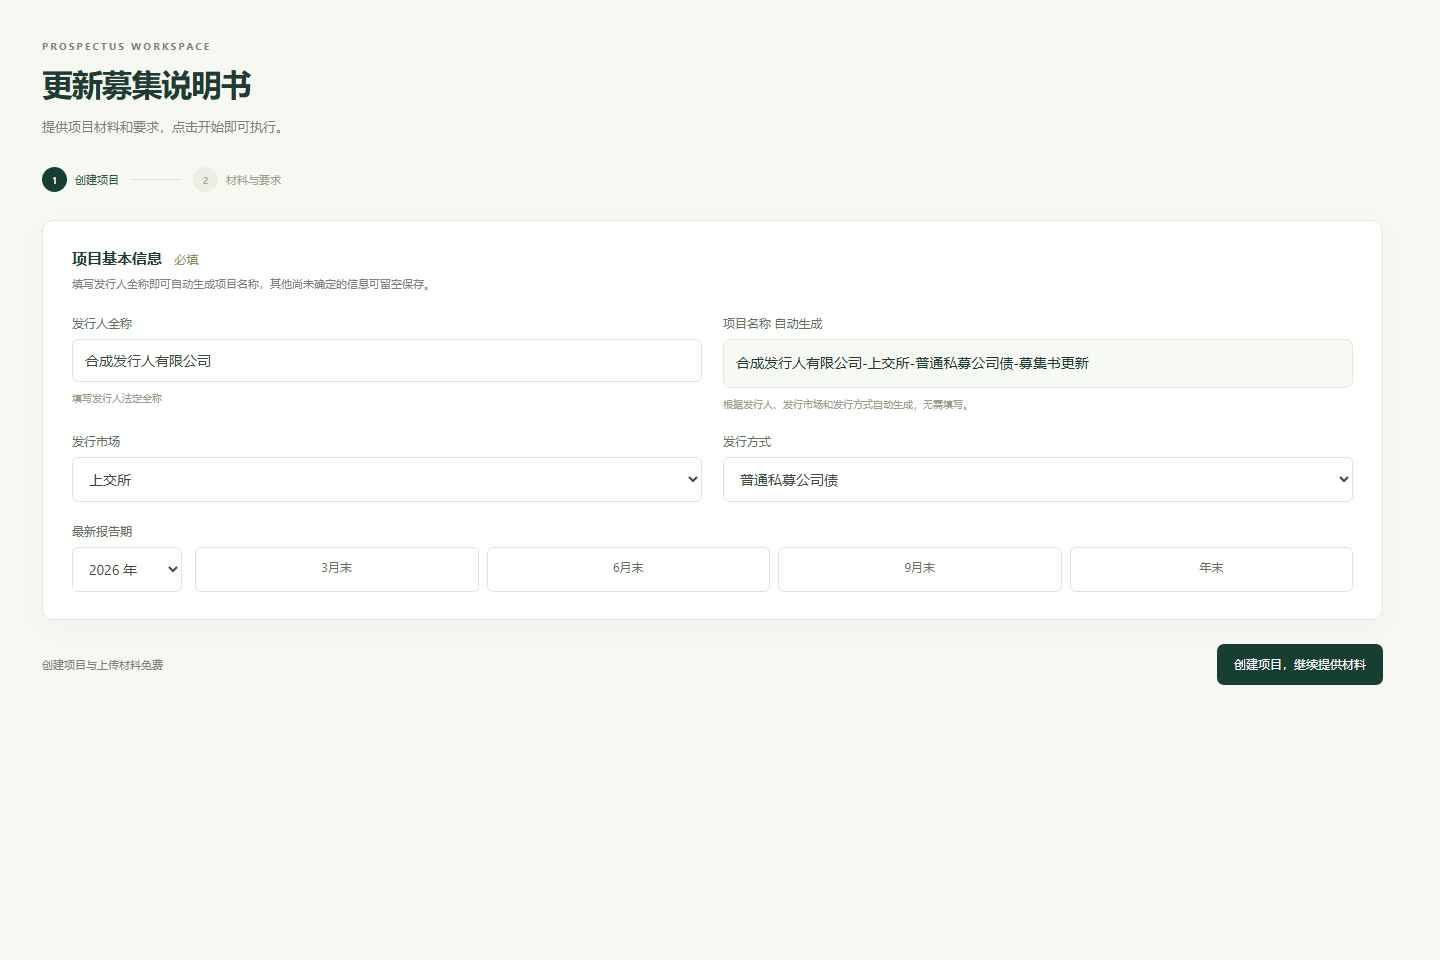 PROSPECTUS WORKSPACE
更新募集说明书
提供项目材料和要求，点击开始即可执行。
1 创建项目 2 材料与要求
项目基本信息 必填
填写发行人全称即可自动生成项目名称，其他尚未确定的信息可留空保存。
发行人全称
合成发行人有限公司
填写发行人法定全称
项目名称 自动生成
合成发行人有限公司-上交所-普通私募公司债-募集书更新
根据发行人、发行市场和发行方式自动生成，无需填写。
发行市场
上交所
发行方式
普通私募公司债
最新报告期
2026 年 3月末 6月末 9月末 年末
创建项目与上传材料免费
创建项目，继续提供材料